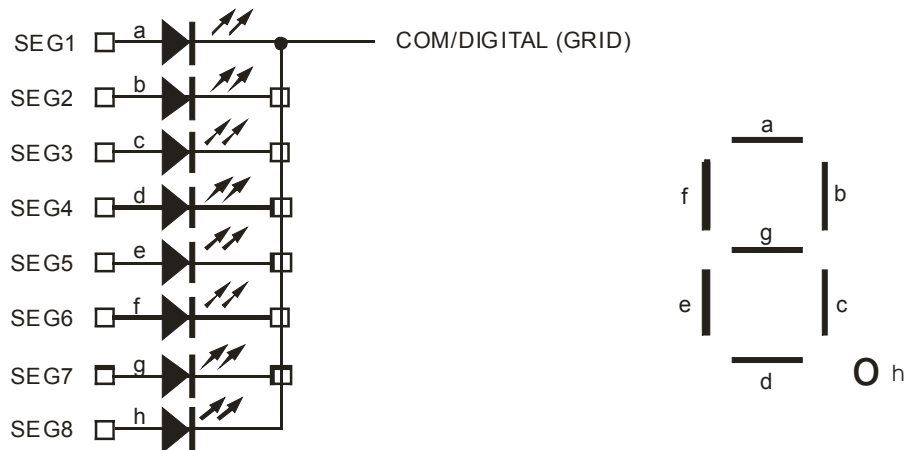 SEG1 a COM/DIGITAL (GRID)
SEG2 b
SEG3 c
SEG4 d
SEG5 e
SEG6 f
SEG7 g
SEG8 h
a
f b
g
e c
d
h